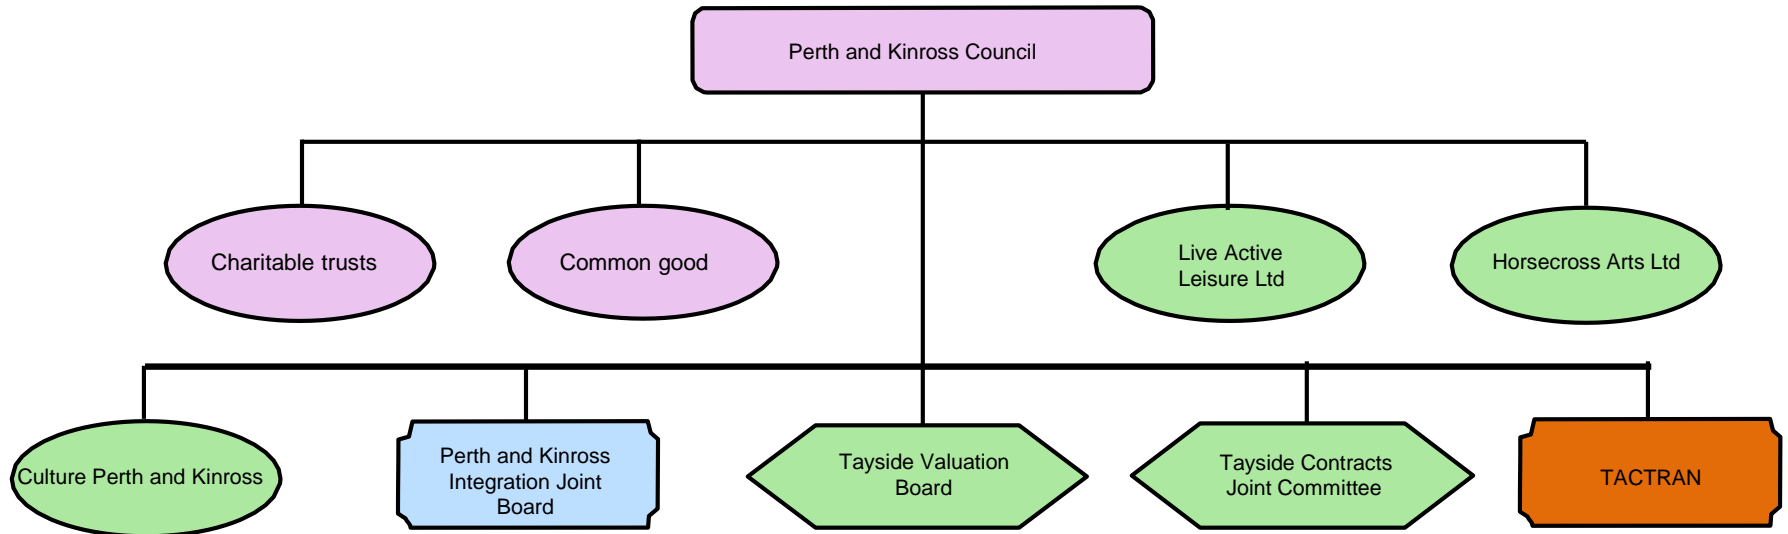 Perth and Kinross Council
Charitable trusts
Common good
Live Active
Leisure Ltd
Horsecross Arts Ltd
Culture Perth and Kinross
Perth and Kinross
Integration Joint
Board
Tayside Valuation
Board
Tayside Contracts
Joint Committee
TACTRAN